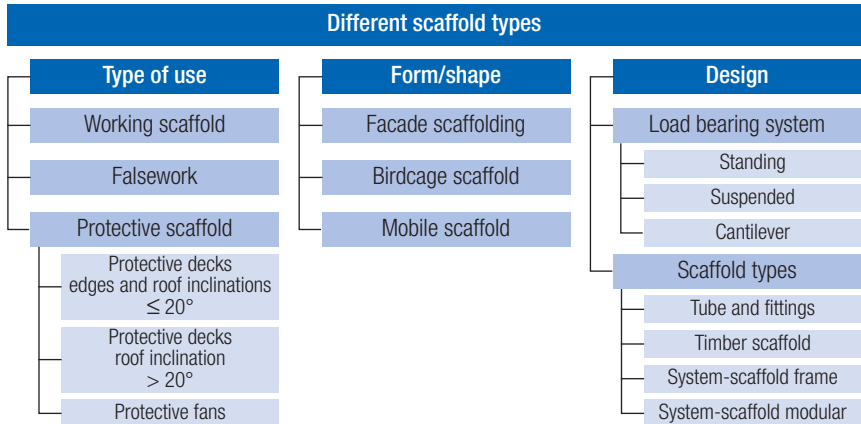 Different scaffold types
Type of use
Working scaffold
Falsework
Protective scaffold
Protective decks
edges and roof inclinations
≤ 20°
Protective decks
roof inclination
> 20°
Protective fans
Form/shape
Facade scaffolding
Birdcage scaffold
Mobile scaffold
Design
Load bearing system
Standing
Suspended
Cantilever
Scaffold types
Tube and fittings
Timber scaffold
System-scaffold frame
System-scaffold modular